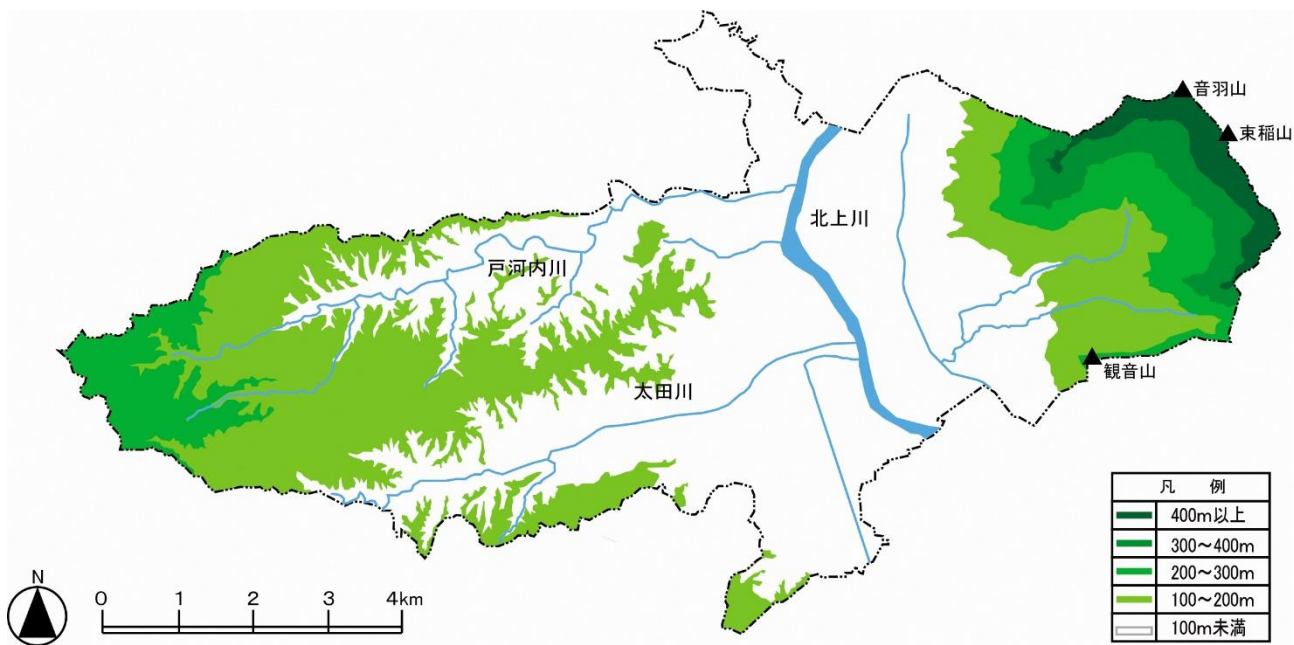 音羽山
束稲山
北上川
戸河内川
太田川
観音山
N
0 1 2 3 4km
凡 例
400m以上
300～400m
200～300m
100～200m
100m未満